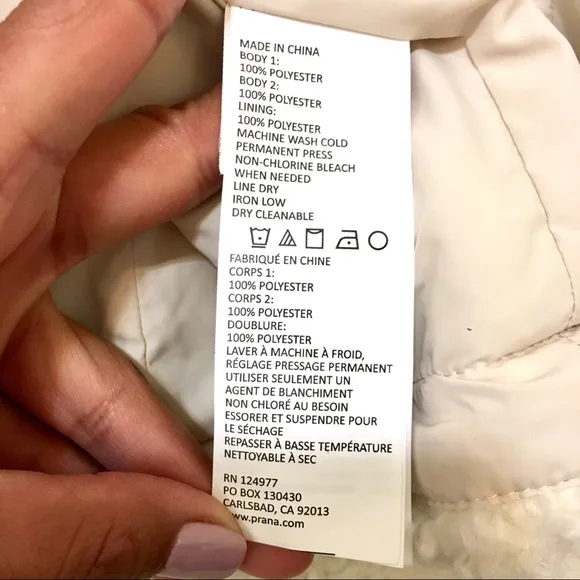 MADE IN CHINA
BODY 1:
100% POLYESTER
BODY 2:
100% POLYESTER
LINING:
100% POLYESTER
MACHINE WASH COLD
PERMANENT PRESS
NON-CHLORINE BLEACH
WHEN NEEDED
LINE DRY
IRON LOW
DRY CLEANABLE
FABRIQUÉ EN CHINE
CORPS 1:
100% POLYESTER
CORPS 2:
100% POLYESTER
DOUBLURE:
100% POLYESTER
LAVER À MACHINE À FROID,
RÉGLAGE PRESSAGE PERMANENT
UTILISER SEULEMENT UN
AGENT DE BLANCHIMENT
NON CHLORÉ AU BESOIN
ESSORER ET SUSPENDRE POUR
LE SÉCHAGE
REPASSER À BASSE TEMPÉRATURE
NETTOYABLE À SEC
RN 124977
PO BOX 130430
CARLSBAD, CA 92013
www.prana.com